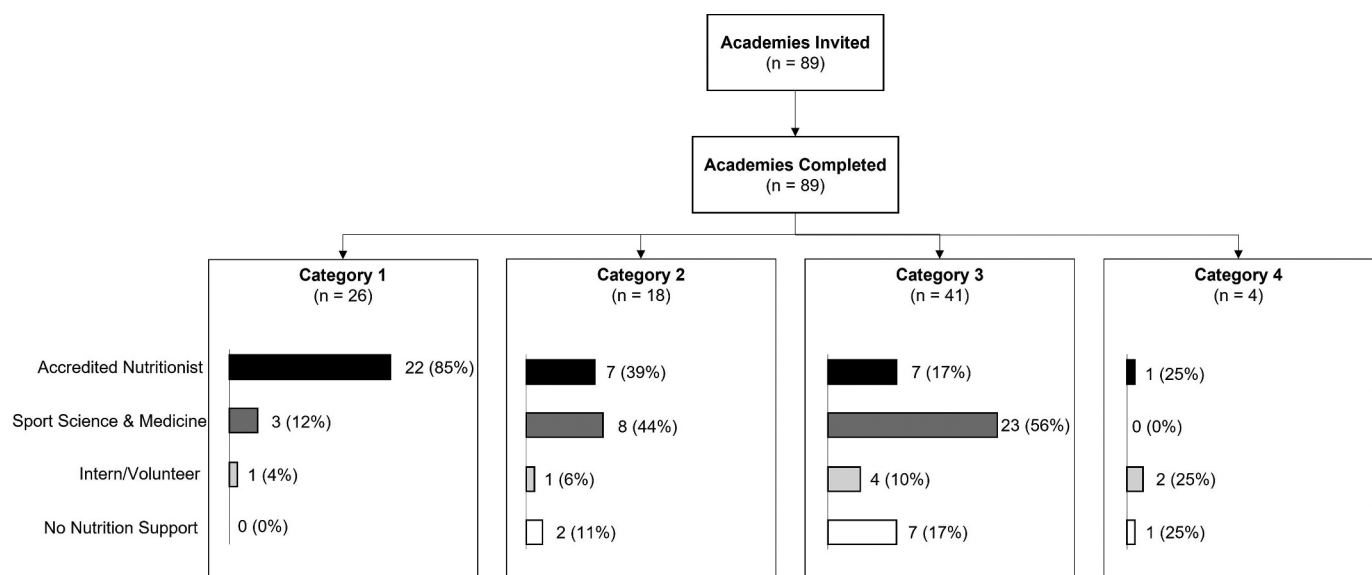 Academies Invited
(n = 89)
Academies Completed
(n = 89)
Category 1
(n = 26)
Category 2
(n = 18)
Category 3
(n = 41)
Category 4
(n = 4)
Accredited Nutritionist 22 (85%) 7 (39%) 7 (17%) 1 (25%)
Sport Science & Medicine 3 (12%) 8 (44%) 23 (56%) 0 (0%)
Intern/Volunteer 1 (4%) 1 (6%) 4 (10%) 2 (25%)
No Nutrition Support 0 (0%) 2 (11%) 7 (17%) 1 (25%)